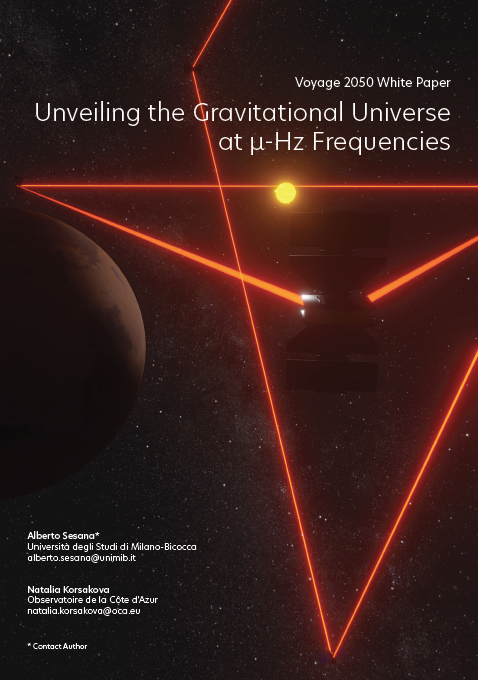 Voyage 2050 White Paper
Unveiling the Gravitational Universe
at µ-Hz Frequencies
Alberto Sesana*
Università degli Studi di Milano-Bicocca
alberto.sesana@unimib.it
Natalia Korsakova
Observatoire de la Côte d'Azur
natalia.korsakova@oca.eu
* Contact Author